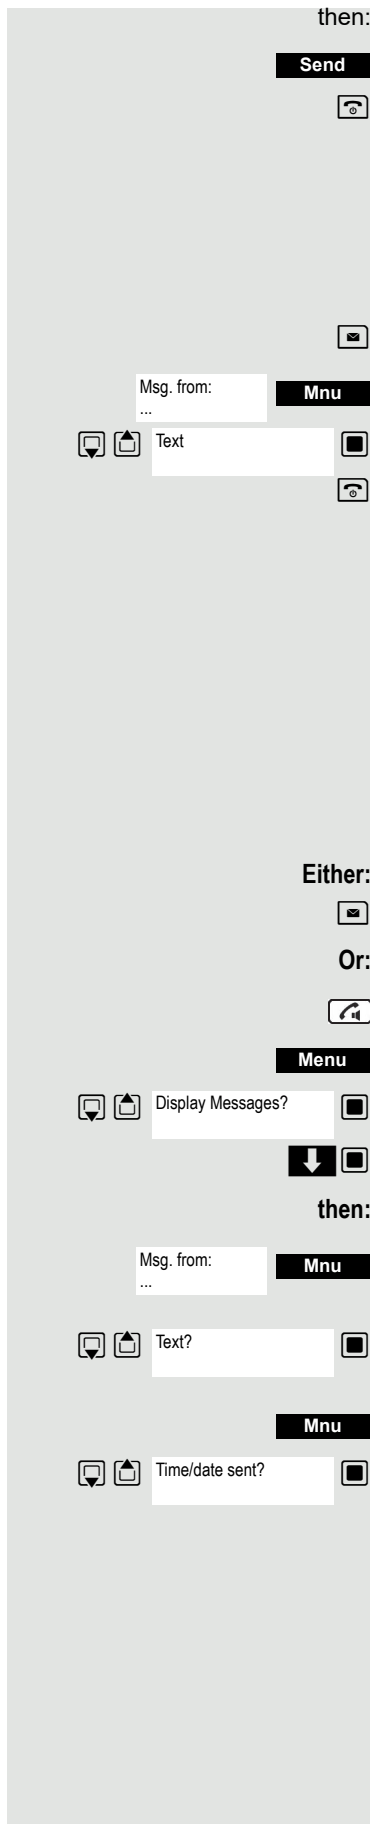 then:
Send
Msg. from:
...
Mnu
Text
Either:
Or:
Menu
Display Messages?
then:
Msg. from:
...
Mnu
Text?
Mnu
Time/date sent?